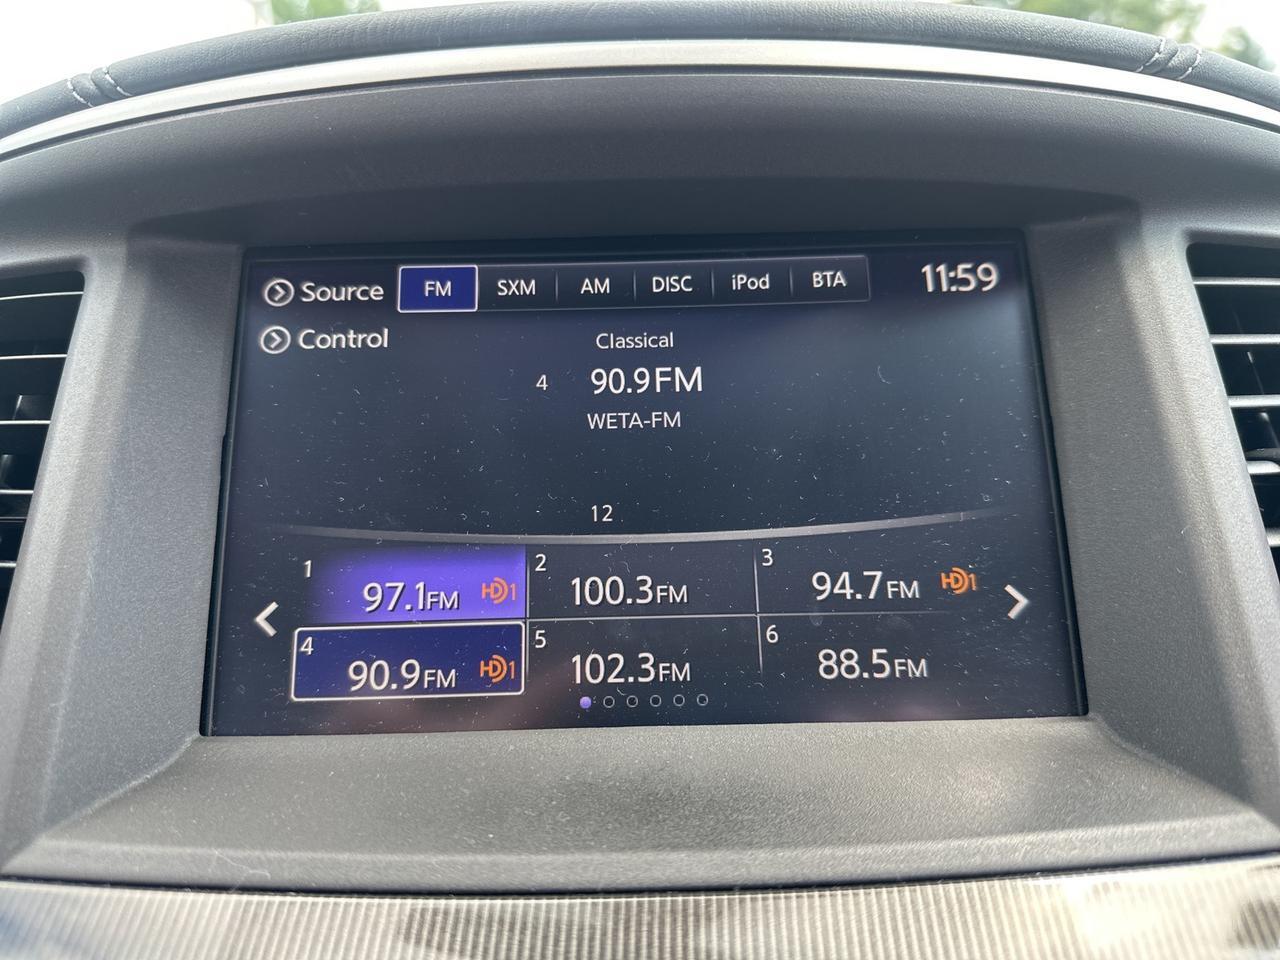 Source FM SXM AM DISC iPod BTA 11:59
Control
Classical
4 90.9FM
WETA-FM
12
1 97.1FM HD1 2 100.3FM 3 94.7FM HD1
4 90.9FM HD1 5 102.3FM 6 88.5FM